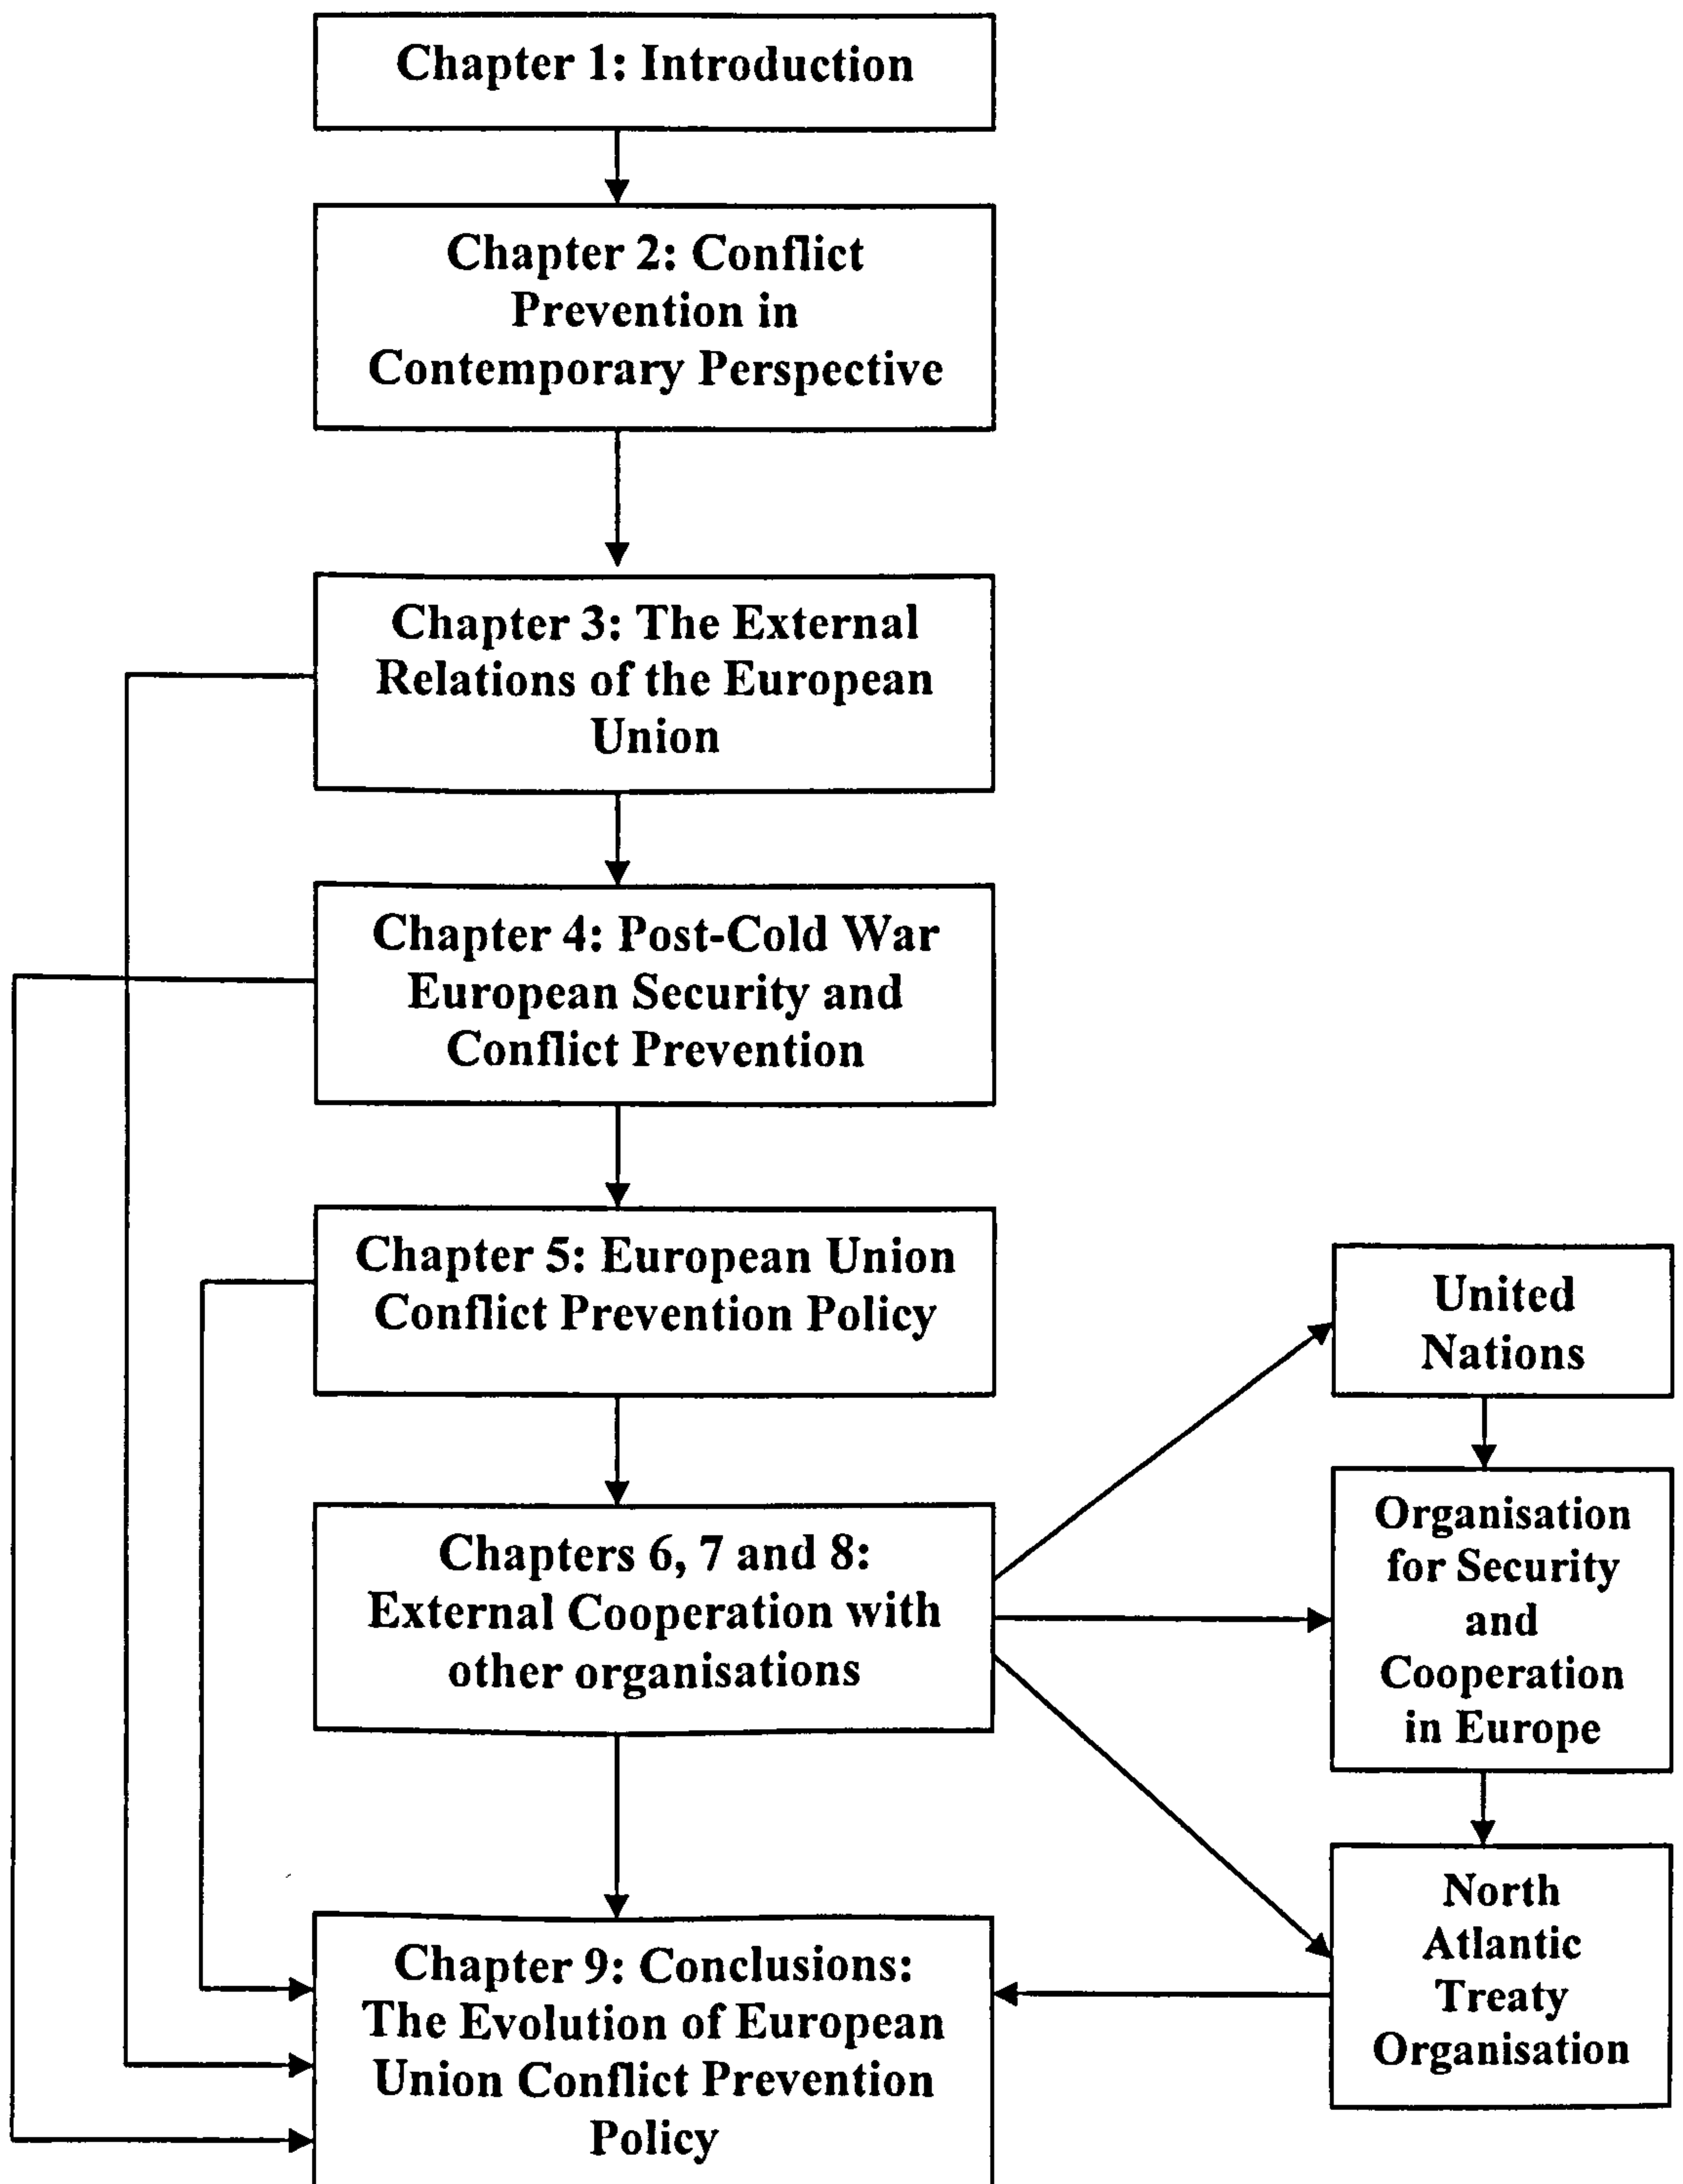 Chapter 1: Introduction
Chapter 2: Conflict
Prevention in
Contemporary Perspective
Chapter 3: The External
Relations of the European
Union
Chapter 4: Post-Cold War
European Security and
Conflict Prevention
Chapter 5: European Union
Conflict Prevention Policy
Chapters 6, 7 and 8:
External Cooperation with
other organisations
United
Nations
Organisation
for Security
and
Cooperation
in Europe
North
Atlantic
Treaty
Organisation
Chapter 9: Conclusions:
The Evolution of European
Union Conflict Prevention
Policy